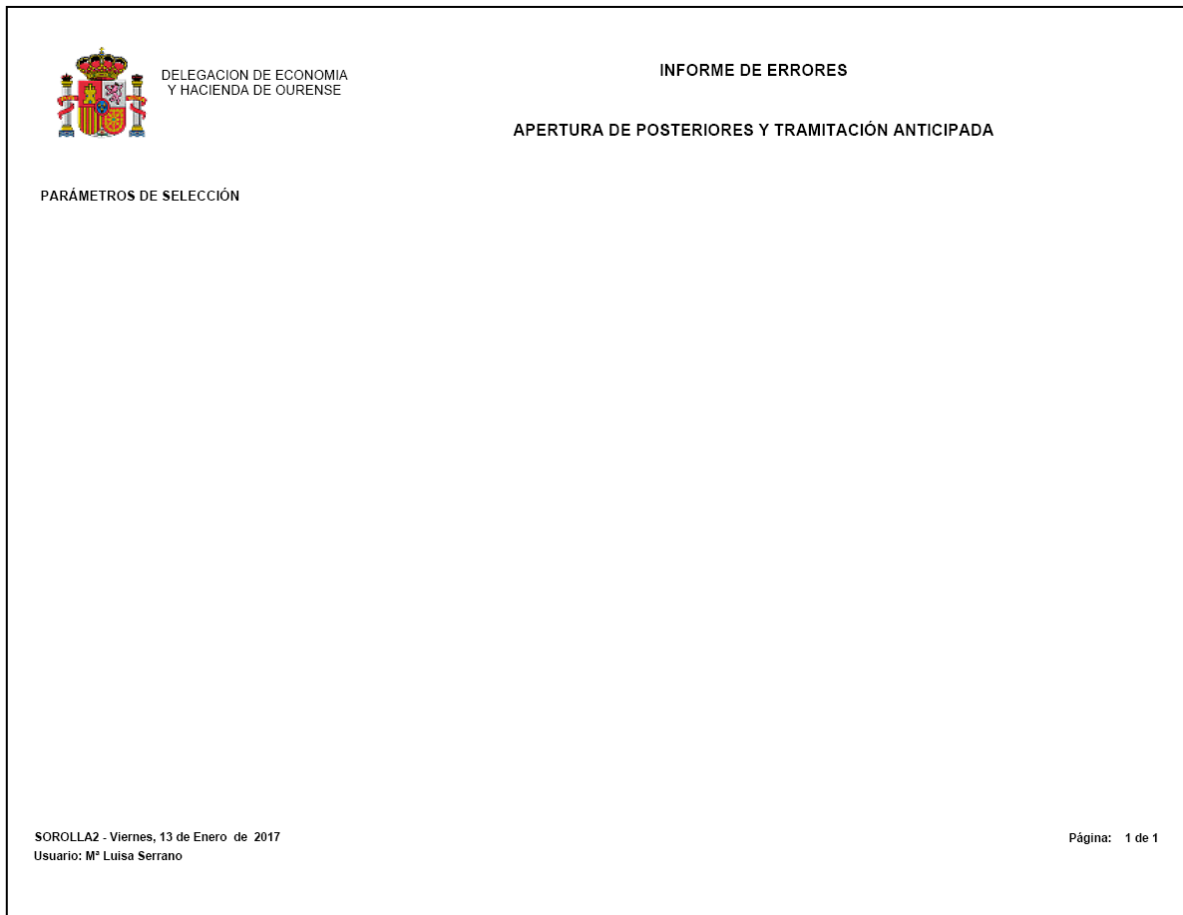 DELEGACION DE ECONOMIA
Y HACIENDA DE OURENSE
INFORME DE ERRORES
APERTURA DE POSTERIORES Y TRAMITACIÓN ANTICIPADA
PARÁMETROS DE SELECCIÓN
SOROLLA2 - Viernes, 13 de Enero de 2017
Usuario: Mª Luisa Serrano
Página: 1 de 1